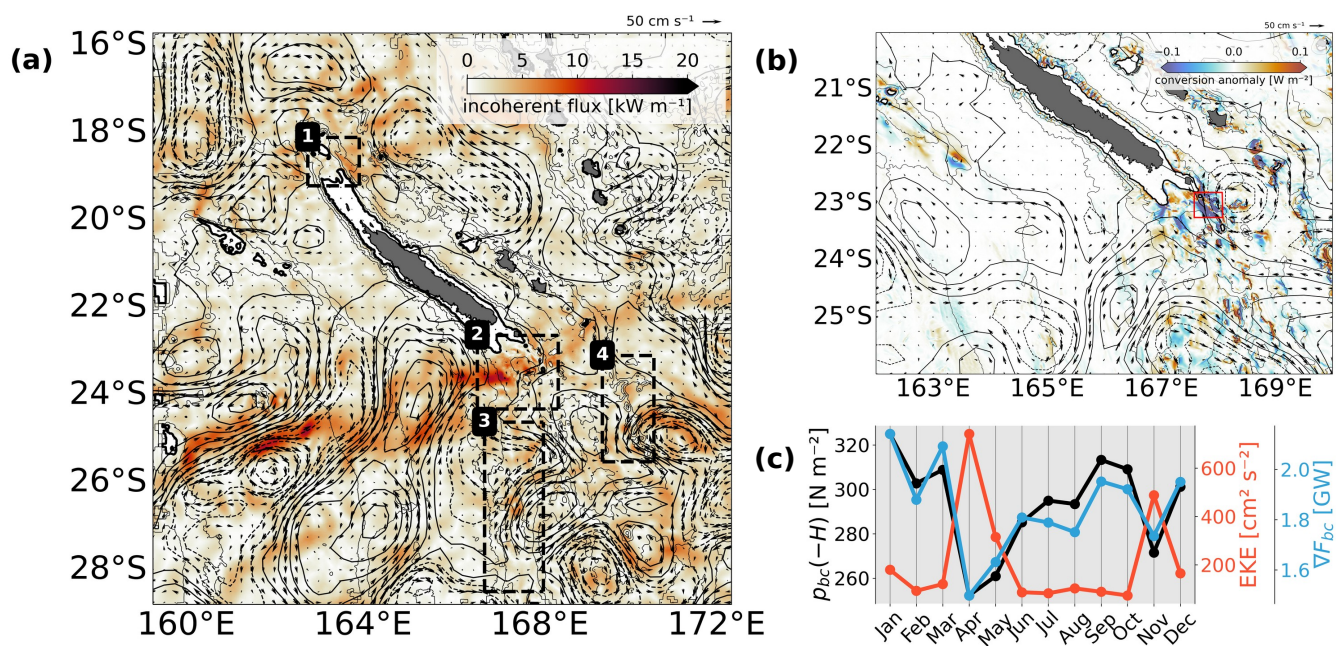 (a)
50 cm s⁻¹
16°S
18°S
20°S
22°S
24°S
26°S
28°S
160°E 164°E 168°E 172°E
0 5 10 15 20
incoherent flux [kW m⁻¹]
1
2
3
4
(b)
50 cm s⁻¹
-0.1 0.0 0.1
conversion anomaly [W m⁻²]
21°S
22°S
23°S
24°S
25°S
163°E 165°E 167°E 169°E
(c)
p_bc(−H) [N m⁻²]
320
300
280
260
Jan Feb Mar Apr May Jun Jul Aug Sep Oct Nov Dec
600
400
200
EKE [cm² s⁻²]
2.0
1.8
1.6
∇F_bc [GW]